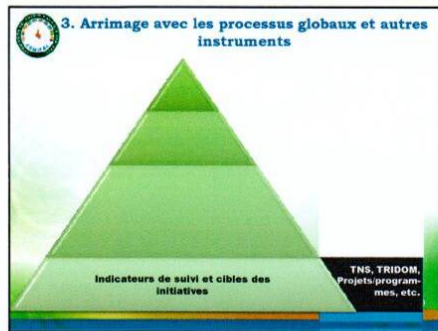 3. Arrimage avec les processus globaux et autres
instruments
Indicateurs de suivi et cibles des
initiatives
TNS, TRIDOM,
Projets/program-
mes, etc.